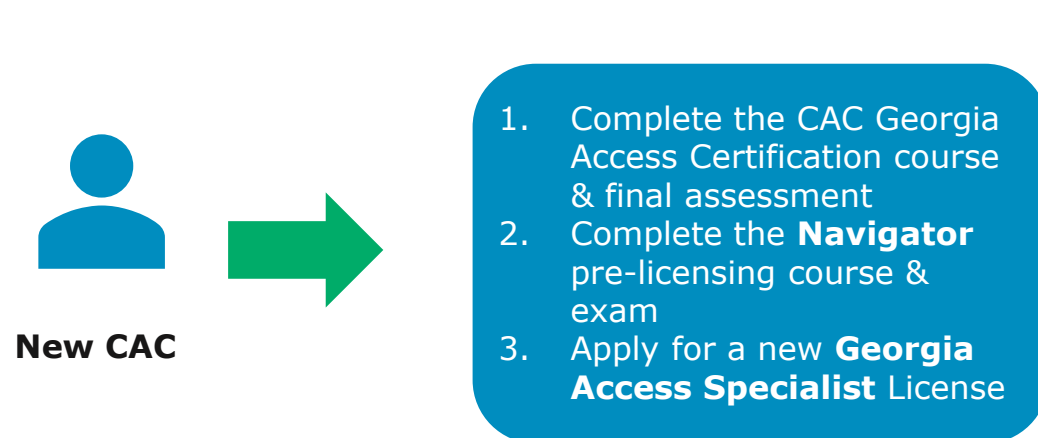 New CAC
1. Complete the CAC Georgia
Access Certification course
& final assessment
2. Complete the Navigator
pre-licensing course &
exam
3. Apply for a new Georgia
Access Specialist License